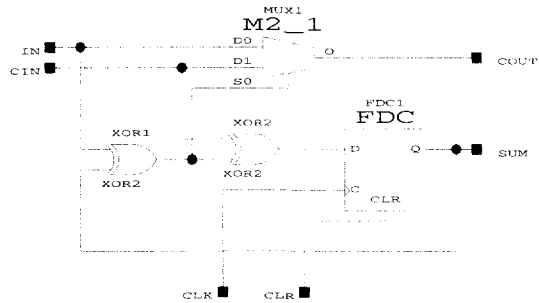 MUX1
M2_1
IN
D0
O
COUT
CIN
D1
S0
FDC1
FDC
XOR1
XOR2
XOR2
XOR2
D
Q
SUM
C
CLR
CLK
CLR